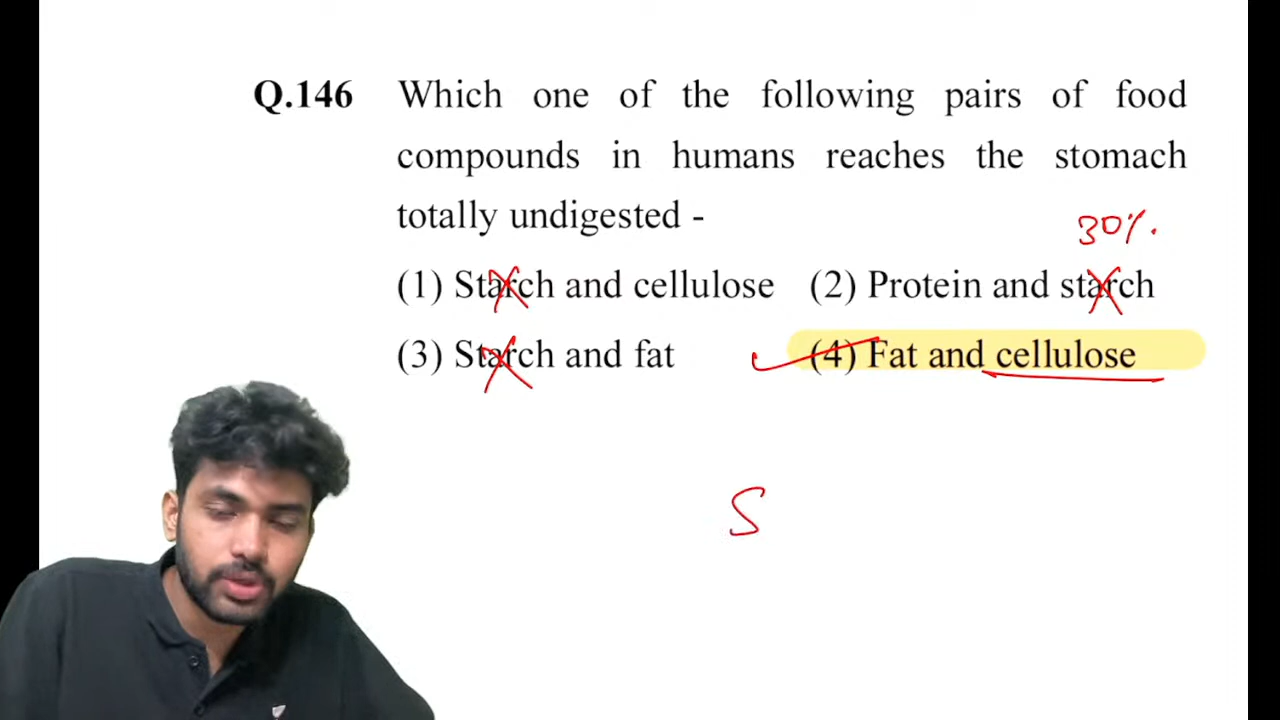 Q.146 Which one of the following pairs of food
compounds in humans reaches the stomach
totally undigested -
30%.
(1) Starch and cellulose (2) Protein and starch
(3) Starch and fat (4) Fat and cellulose
S